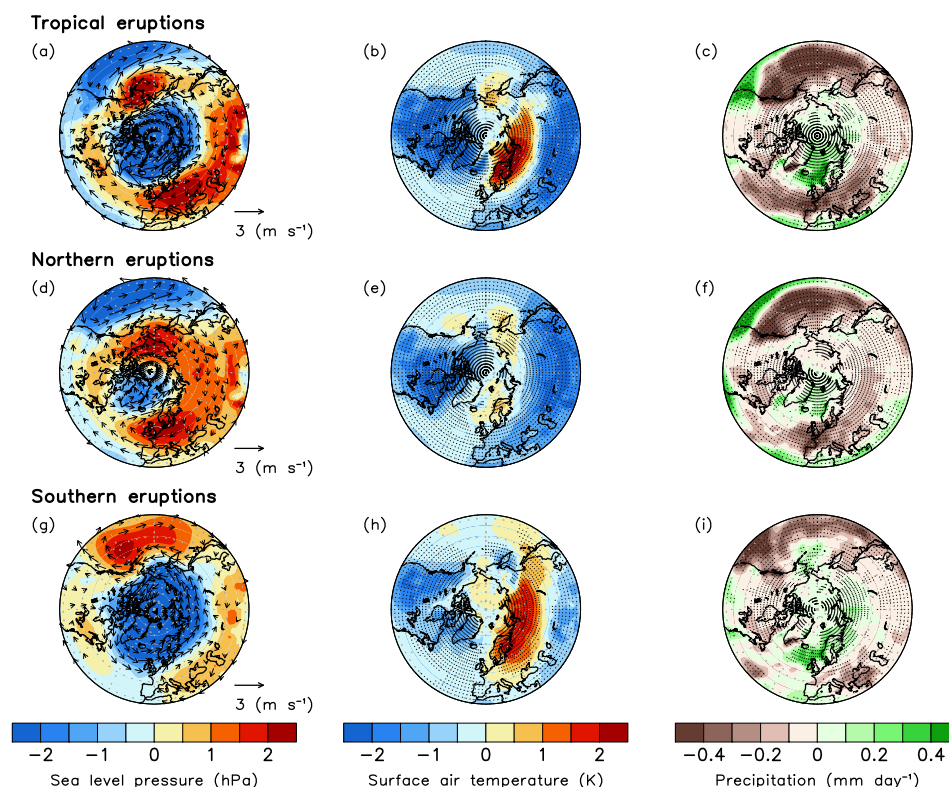 Tropical eruptions
(a) (b) (c)
3 (m s⁻¹)
Northern eruptions
(d) (e) (f)
3 (m s⁻¹)
Southern eruptions
(g) (h) (i)
3 (m s⁻¹)
−2 −1 0 1 2 −2 −1 0 1 2 −0.4 −0.2 0 0.2 0.4
Sea level pressure (hPa) Surface air temperature (K) Precipitation (mm day⁻¹)